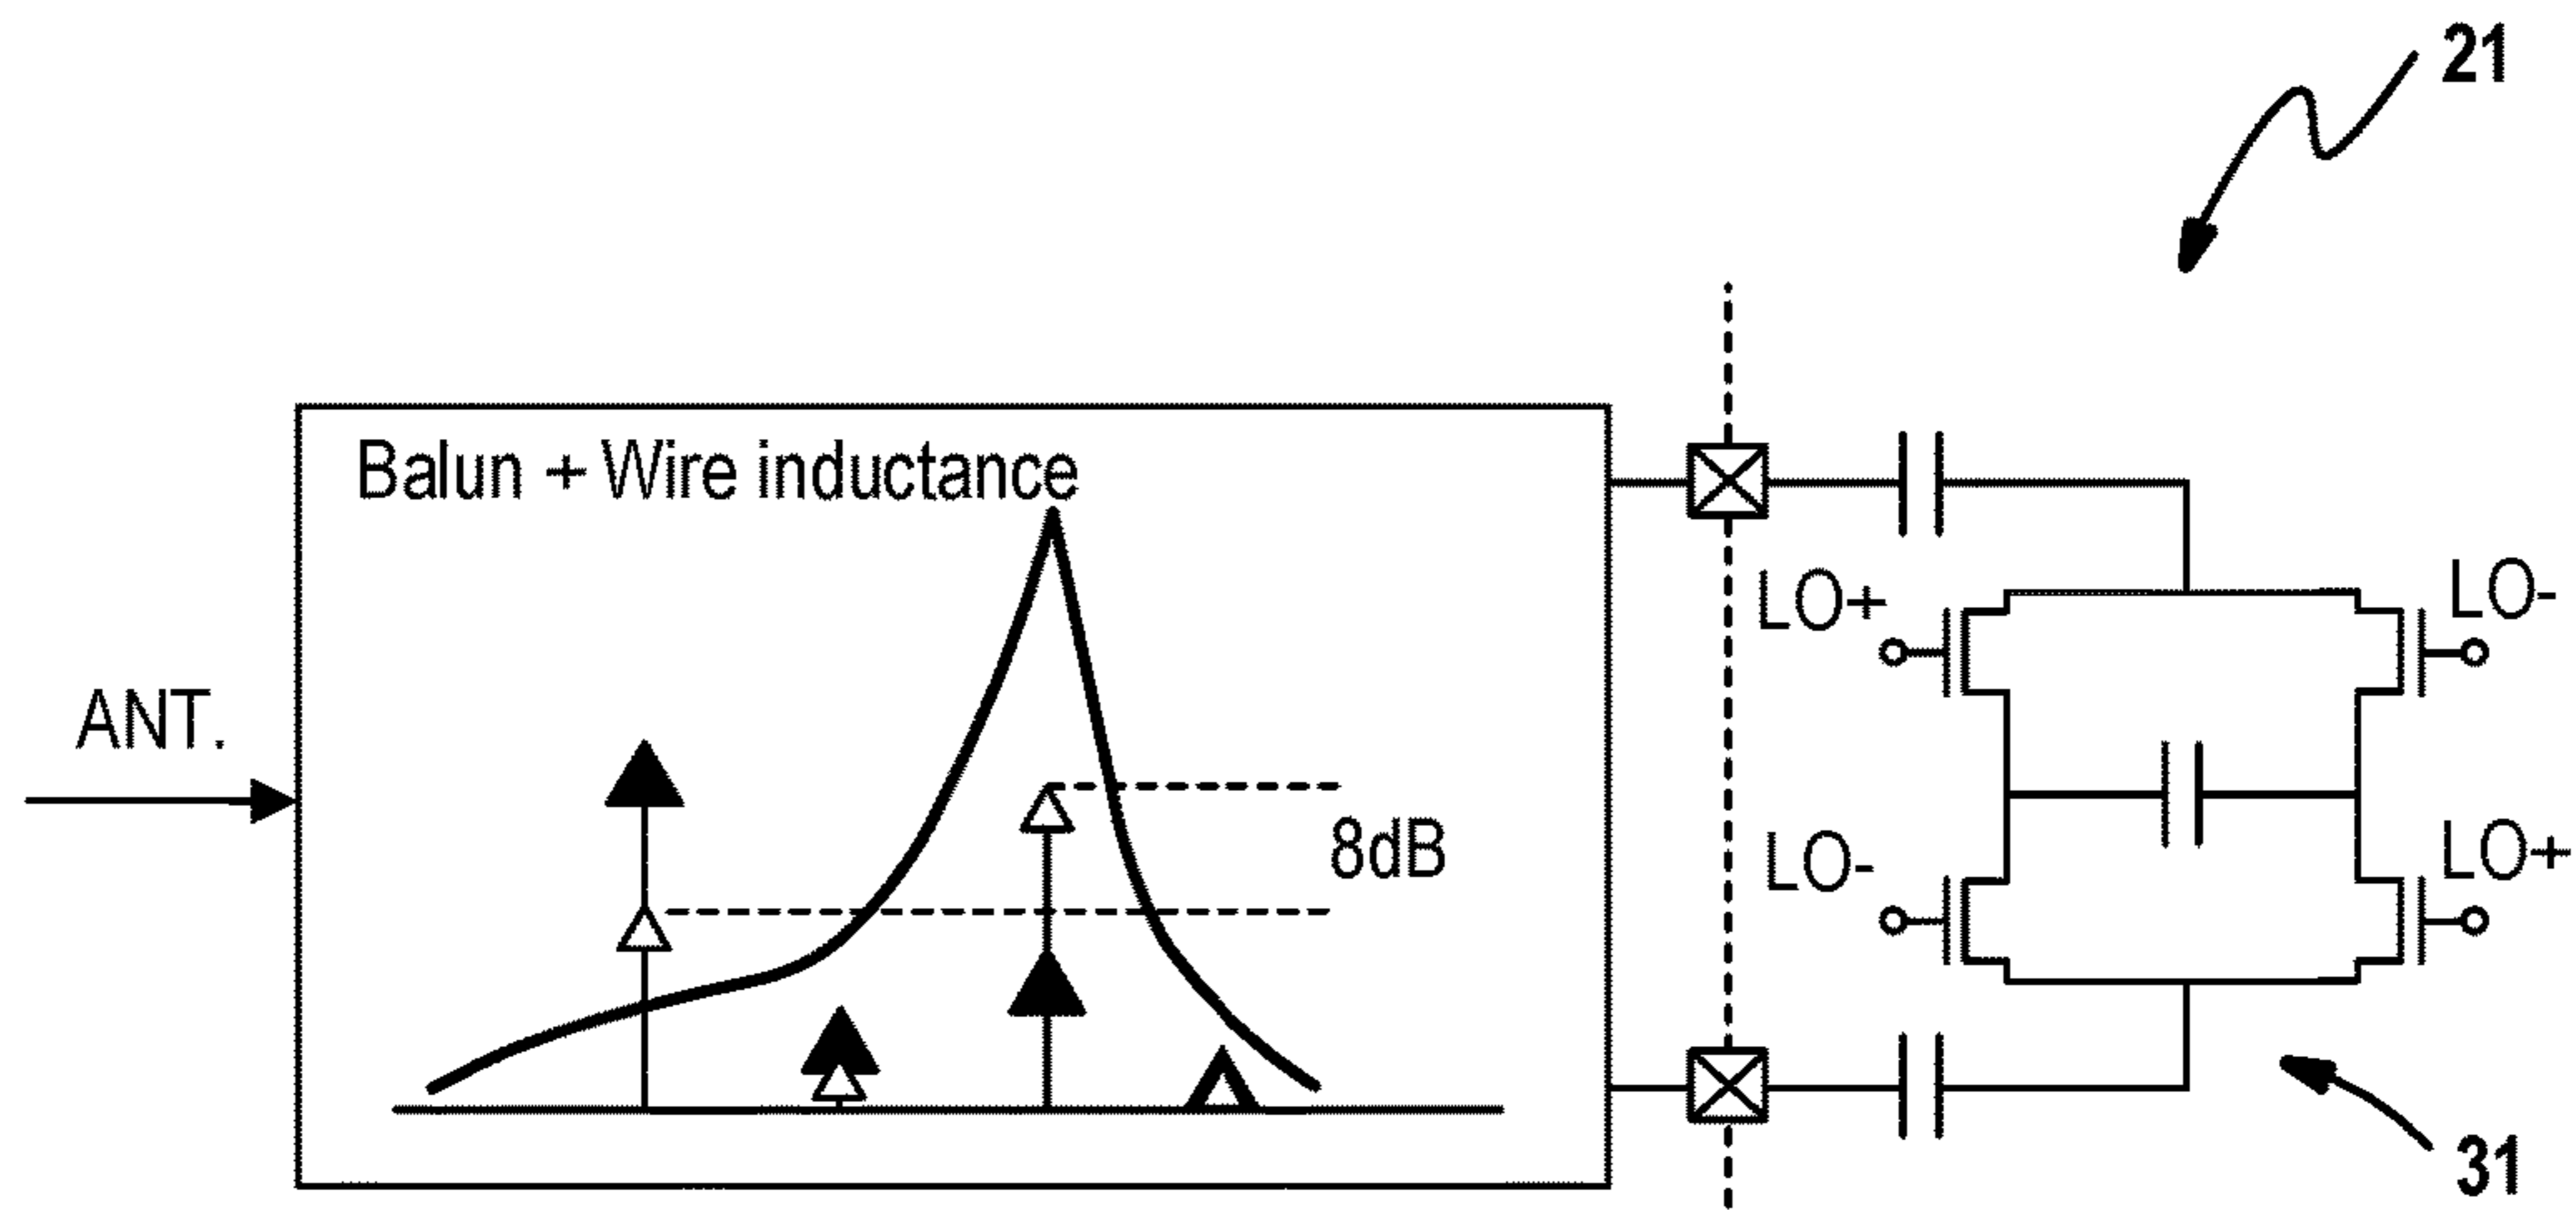 21
Balun + Wire inductance
ANT.
8dB
LO+
LO-
LO-
LO+
31